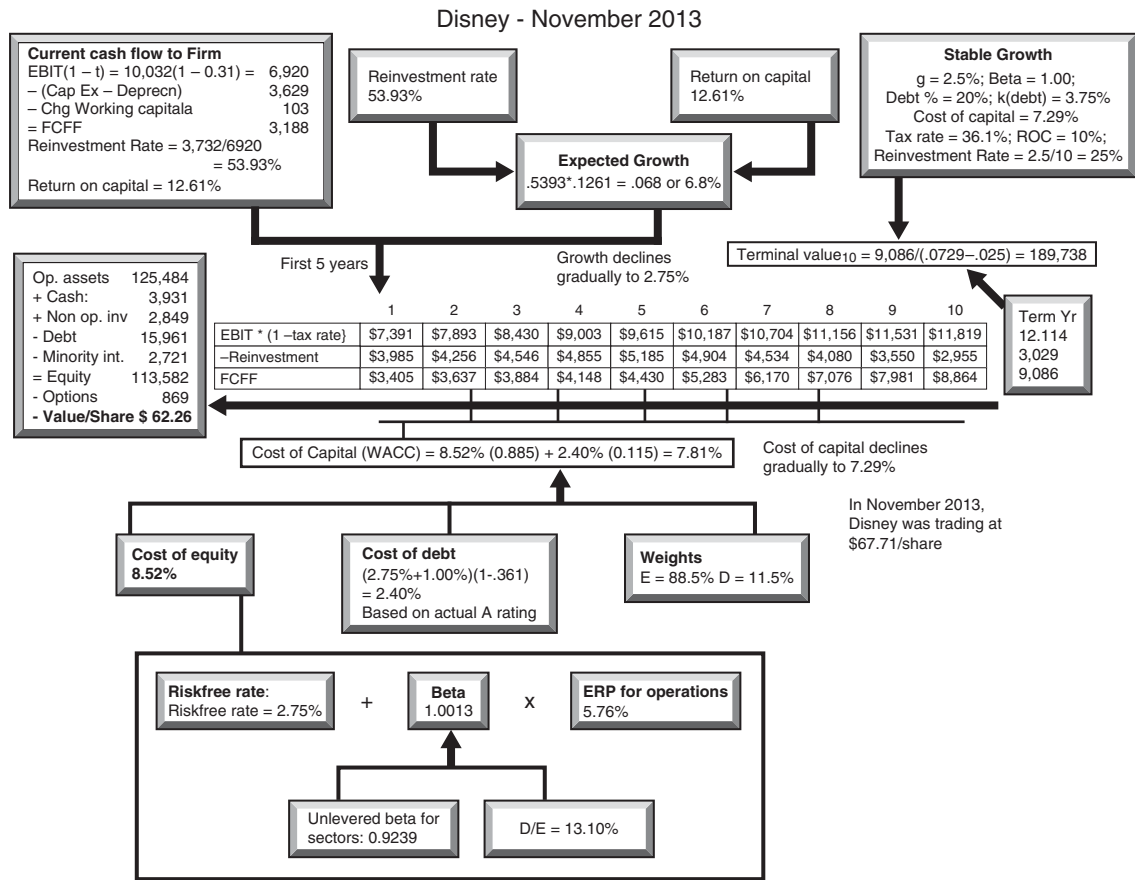 Disney - November 2013
Current cash flow to Firm
EBIT(1 – t) = 10,032(1 – 0.31) = 6,920
– (Cap Ex – Deprecn) 3,629
– Chg Working capitala 103
= FCFF 3,188
Reinvestment Rate = 3,732/6920
= 53.93%
Return on capital = 12.61%
Reinvestment rate
53.93%
Return on capital
12.61%
Expected Growth
.5393*.1261 = .068 or 6.8%
Stable Growth
g = 2.5%; Beta = 1.00;
Debt % = 20%; k(debt) = 3.75%
Cost of capital = 7.29%
Tax rate = 36.1%; ROC = 10%;
Reinvestment Rate = 2.5/10 = 25%
First 5 years
Growth declines
gradually to 2.75%
Terminal value10 = 9,086/(.0729–.025) = 189,738
Op. assets 125,484
+ Cash: 3,931
+ Non op. inv 2,849
- Debt 15,961
- Minority int. 2,721
= Equity 113,582
- Options 869
- Value/Share $ 62.26
1 2 3 4 5 6 7 8 9 10
EBIT * (1 –tax rate} $7,391 $7,893 $8,430 $9,003 $9,615 $10,187 $10,704 $11,156 $11,531 $11,819
–Reinvestment $3,985 $4,256 $4,546 $4,855 $5,185 $4,904 $4,534 $4,080 $3,550 $2,955
FCFF $3,405 $3,637 $3,884 $4,148 $4,430 $5,283 $6,170 $7,076 $7,981 $8,864
Term Yr
12.114
3,029
9,086
Cost of Capital (WACC) = 8.52% (0.885) + 2.40% (0.115) = 7.81%
Cost of capital declines
gradually to 7.29%
In November 2013,
Disney was trading at
$67.71/share
Cost of equity
8.52%
Cost of debt
(2.75%+1.00%)(1-.361)
= 2.40%
Based on actual A rating
Weights
E = 88.5% D = 11.5%
Riskfree rate:
Riskfree rate = 2.75%
+
Beta
1.0013
x
ERP for operations
5.76%
Unlevered beta for
sectors: 0.9239
D/E = 13.10%